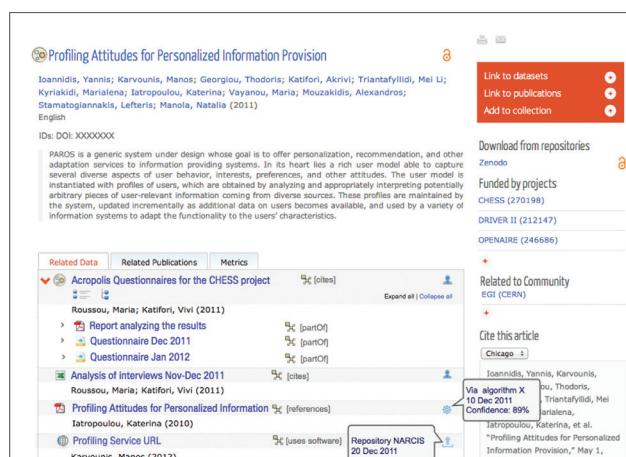 Profiling Attitudes for Personalized Information Provision
Ioannidis, Yannis; Karvounis, Manos; Georgiou, Thodoris; Katifori, Akrivi; Triantafyllidi, Mei Li;
Kyriakidi, Marialena; Iatropoulou, Katerina; Vayanou, Maria; Mouzakidis, Alexandros;
Stamatogiannakis, Lefteris; Manola, Natalia (2011)
English
IDs: DOI: XXXXXXX
PAROS is a generic system under design whose goal is to offer personalization, recommendation, and other
adaptation services to information providing systems. In its heart lies a rich user model able to capture
several diverse aspects of user behavior, interests, preferences, and other attitudes. The user model is
instantiated with profiles of users, which are obtained by analyzing and appropriately interpreting potentially
arbitrary pieces of user-relevant information coming from diverse sources. These profiles are maintained by
the system, updated incrementally as additional data on users becomes available, and used by a variety of
information systems to adapt the functionality to the users' characteristics.
Related Data Related Publications Metrics
Acropolis Questionnaires for the CHESS project [cites]
Expand all | Collapse all
Roussou, Maria; Katifori, Vivi (2011)
Report analyzing the results [partOf]
Questionnaire Dec 2011 [partOf]
Questionnaire Jan 2012 [partOf]
Analysis of interviews Nov-Dec 2011 [cites]
Roussou, Maria; Katifori, Vivi (2011)
Profiling Attitudes for Personalized Information [references]
Iatropoulou, Katerina (2010)
Profiling Service URL [uses software]
Karvounis, Manos (2012)
Repository NARCIS
20 Dec 2011
Via algorithm X
10 Dec 2011
Confidence: 89%
Link to datasets
Link to publications
Add to collection
Download from repositories
Zenodo
Funded by projects
CHESS (270198)
DRIVER II (212147)
OPENAIRE (246686)
+
Related to Community
EGI (CERN)
+
Cite this article
Chicago
Ioannidis, Yannis, Karvounis,
Thodoris,
Triantafyllidi, Mei
Marialena,
Iatropoulou, Katerina, et al.
"Profiling Attitudes for Personalized
Information Provision," May 1,